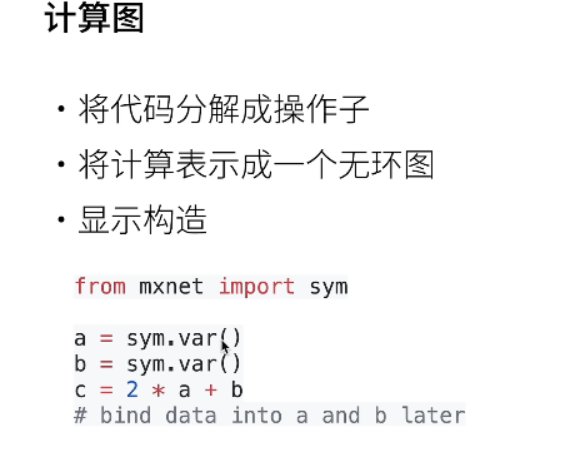 计算图
• 将代码分解成操作子
• 将计算表示成一个无环图
• 显示构造
from mxnet import sym
a = sym.var()
b = sym.var()
c = 2 * a + b
# bind data into a and b later